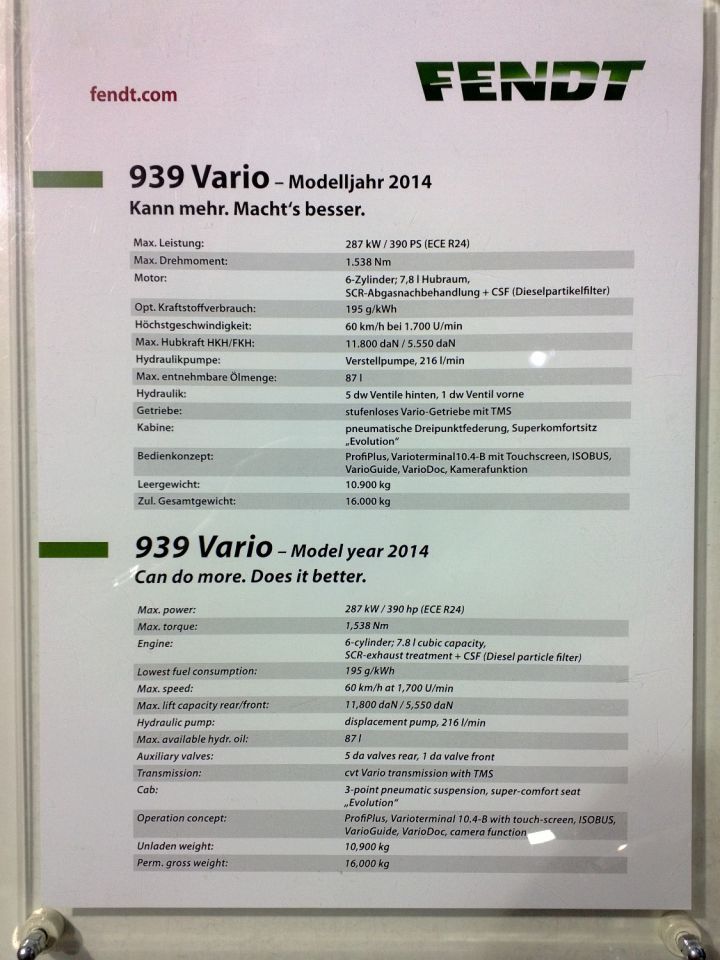 fendt.com
FENDT
939 Vario – Modelljahr 2014
Kann mehr. Macht's besser.
Max. Leistung: 287 kW / 390 PS (ECE R24)
Max. Drehmoment: 1.538 Nm
Motor: 6-Zylinder; 7,8 l Hubraum,
SCR-Abgasnachbehandlung + CSF (Dieselpartikelfilter)
Opt. Kraftstoffverbrauch: 195 g/kWh
Höchstgeschwindigkeit: 60 km/h bei 1.700 U/min
Max. Hubkraft HKH/FKH: 11.800 daN / 5.550 daN
Hydraulikpumpe: Verstellpumpe, 216 l/min
Max. entnehmbare Ölmenge: 87 l
Hydraulik: 5 dw Ventile hinten, 1 dw Ventil vorne
Getriebe: stufenloses Vario-Getriebe mit TMS
Kabine: pneumatische Dreipunktfederung, Superkomfortsitz
„Evolution“
Bedienkonzept: ProfiPlus, Varioterminal10.4-B mit Touchscreen, ISOBUS,
VarioGuide, VarioDoc, Kamerafunktion
Leergewicht: 10.900 kg
Zul. Gesamtgewicht: 16.000 kg
939 Vario – Model year 2014
Can do more. Does it better.
Max. power: 287 kW / 390 hp (ECE R24)
Max. torque: 1,538 Nm
Engine: 6-cylinder; 7.8 l cubic capacity,
SCR-exhaust treatment + CSF (Diesel particle filter)
Lowest fuel consumption: 195 g/kWh
Max. speed: 60 km/h at 1,700 U/min
Max. lift capacity rear/front: 11,800 daN / 5,550 daN
Hydraulic pump: displacement pump, 216 l/min
Max. available hydr. oil: 87 l
Auxiliary valves: 5 da valves rear, 1 da valve front
Transmission: cvt Vario transmission with TMS
Cab: 3-point pneumatic suspension, super-comfort seat
„Evolution“
Operation concept: ProfiPlus, Varioterminal 10.4-B with touch-screen, ISOBUS,
VarioGuide, VarioDoc, camera function
Unladen weight: 10,900 kg
Perm. gross weight: 16,000 kg